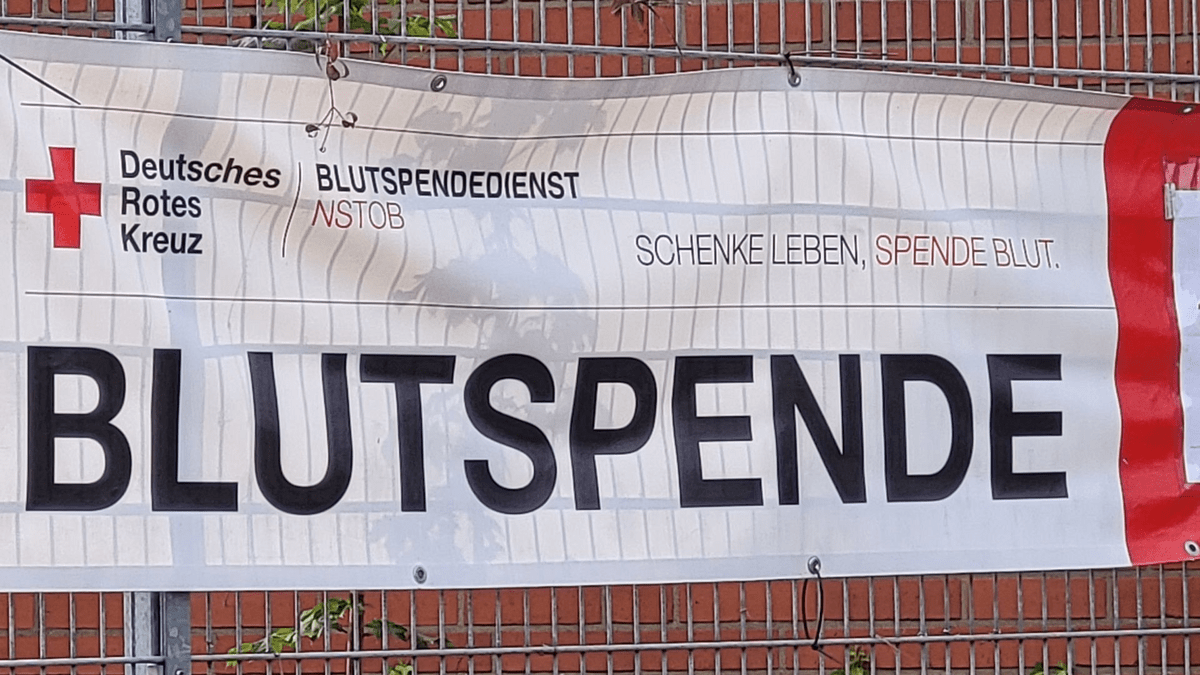 Deutsches
Rotes
Kreuz
BLUTSPENDEDIENST
NSTOB
SCHENKE LEBEN, SPENDE BLUT.
BLUTSPENDE